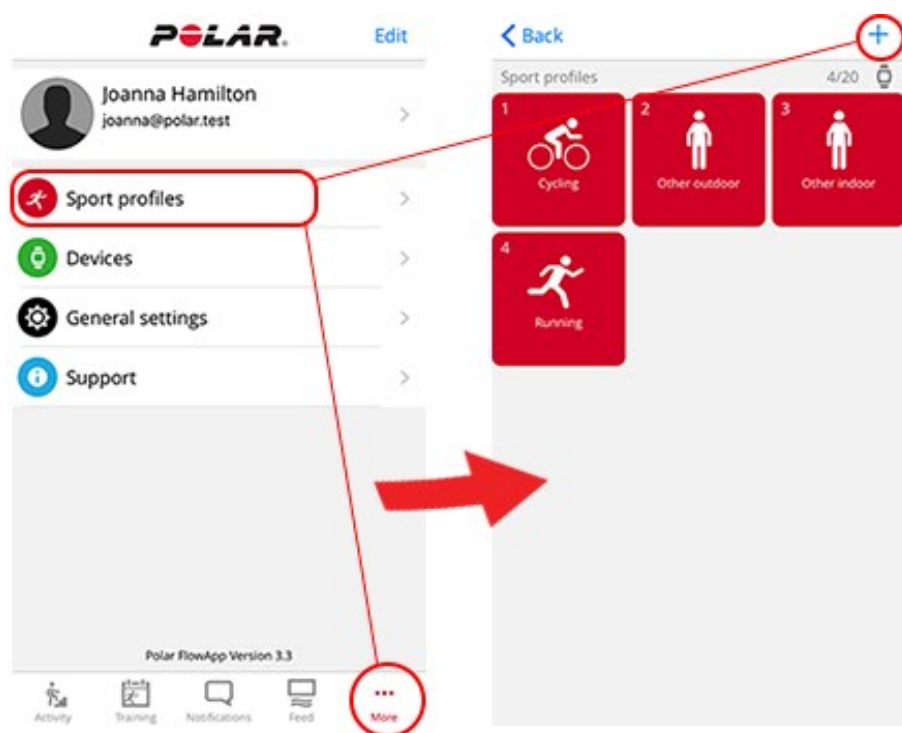 POLAR.
Edit
Joanna Hamilton
joanna@polar.test
Sport profiles
Devices
General settings
Support
Polar FlowApp Version 3.3
Activity
Training
Notifications
Feed
More
Back
Sport profiles
4/20
1
Cycling
2
Other outdoor
3
Other indoor
4
Running